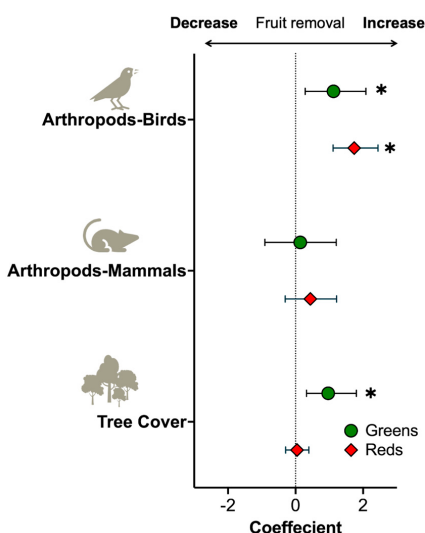 Decrease Fruit removal Increase
*
Arthropods-Birds
*
Arthropods-Mammals
*
Tree Cover
Greens
Reds
-2 0 2
Coeffecient